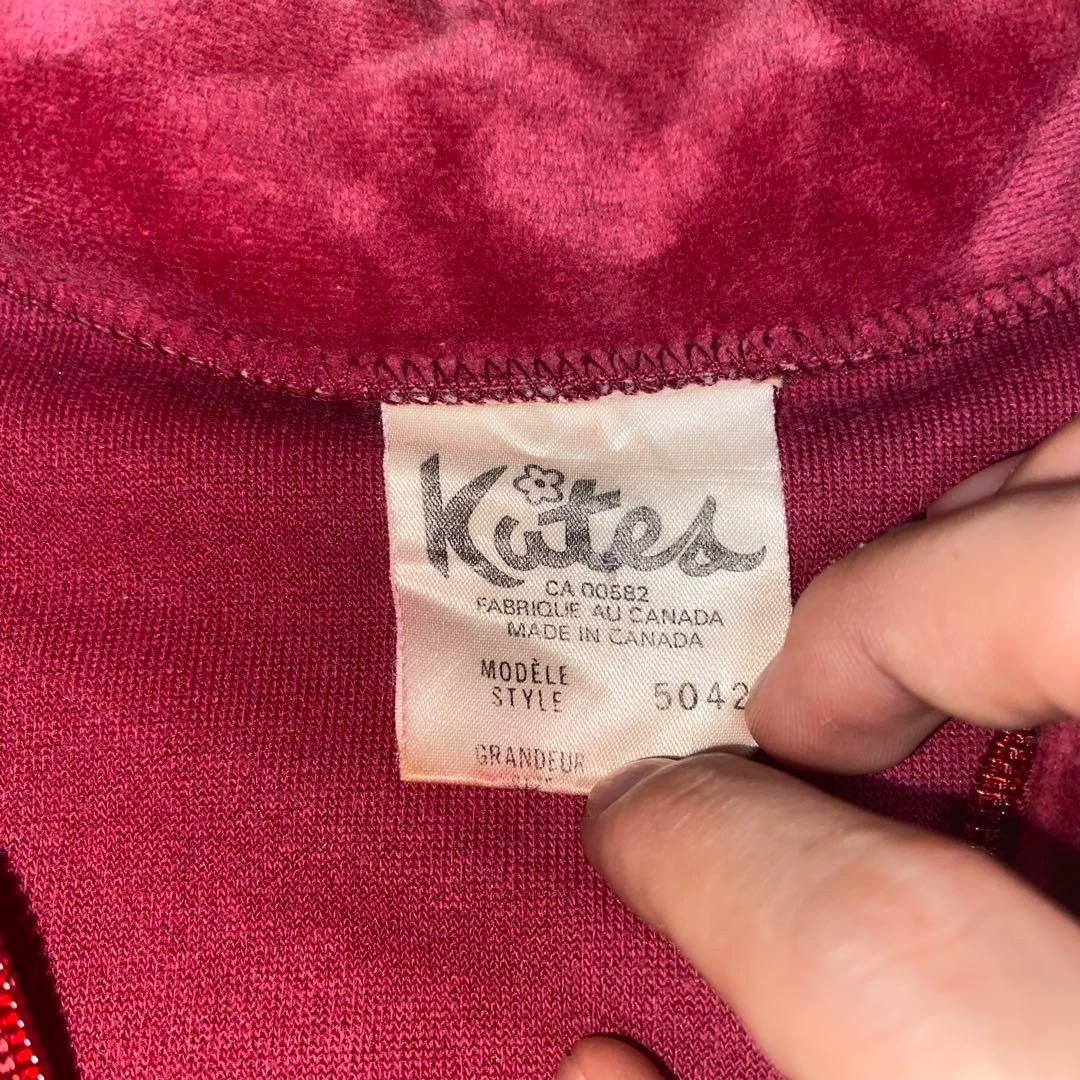 Kites
CA 00582
FABRIQUE AU CANADA
MADE IN CANADA
MODÈLE
STYLE 5042
GRANDEUR